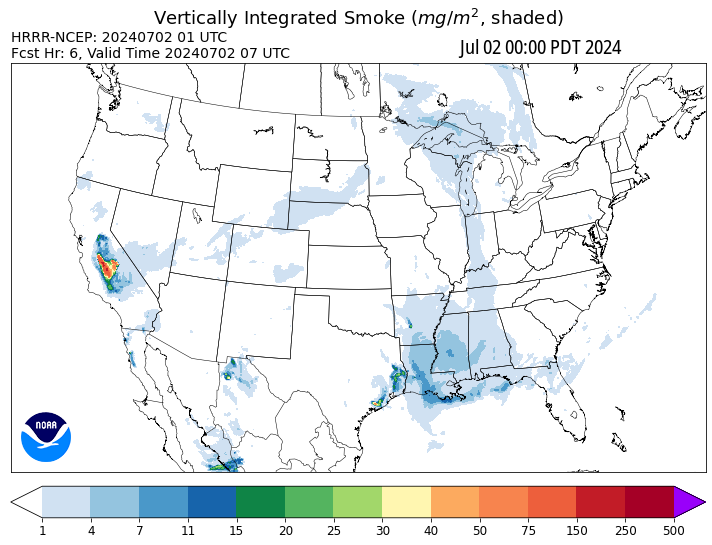 Vertically Integrated Smoke (mg/m², shaded)
HRRR-NCEP: 20240702 01 UTC
Fcst Hr: 6, Valid Time 20240702 07 UTC
Jul 02 00:00 PDT 2024
NOAA
1 4 7 11 15 20 25 30 40 50 75 150 250 500